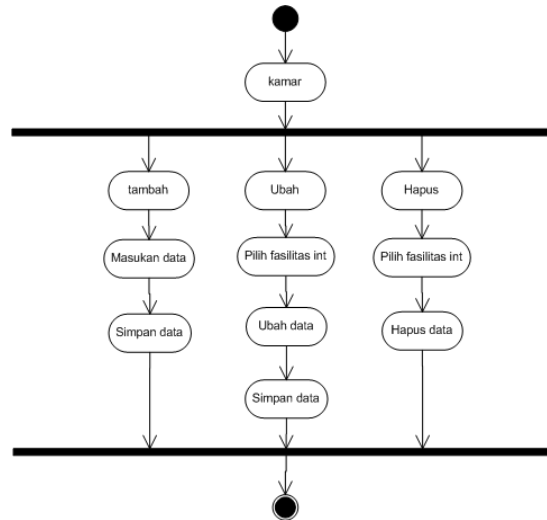 kamar
tambah
Ubah
Hapus
Masukan data
Pilih fasilitas int
Pilih fasilitas int
Simpan data
Ubah data
Hapus data
Simpan data